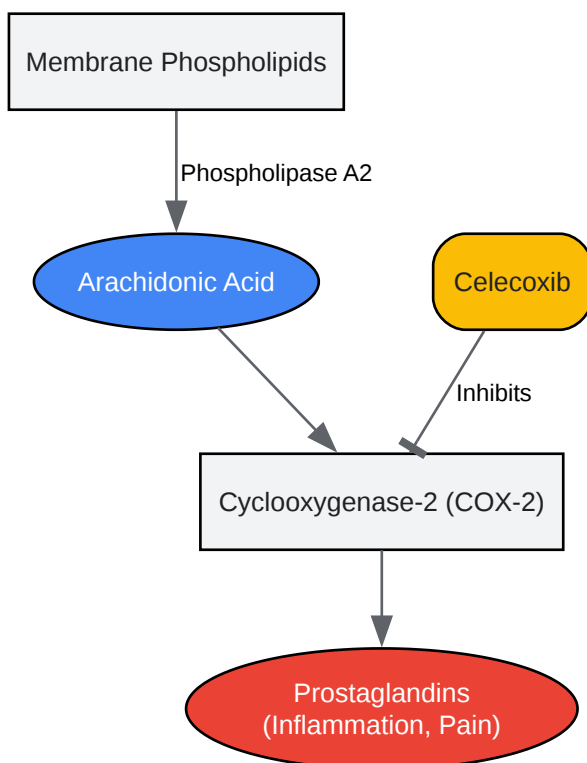 Membrane Phospholipids
Phospholipase A2
Arachidonic Acid
Celecoxib
Inhibits
Cyclooxygenase-2 (COX-2)
Prostaglandins
(Inflammation, Pain)